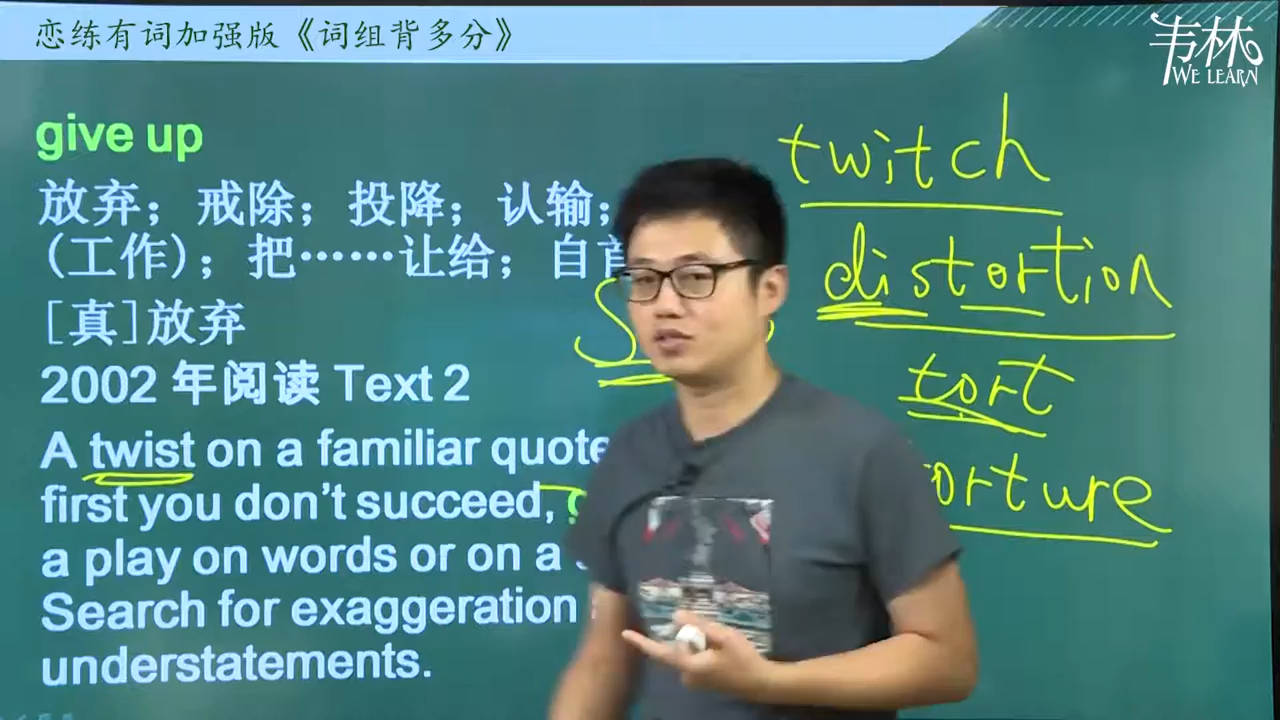 恋练有词加强版《词组背多分》
韦林
WE LEARN
give up
放弃；戒除；投降；认输；
(工作)；把……让给；自首
[真]放弃
2002 年阅读 Text 2
A twist on a familiar quote
first you don't succeed,
a play on words or on a
Search for exaggeration
understatements.
twitch
distortion
tort
orture